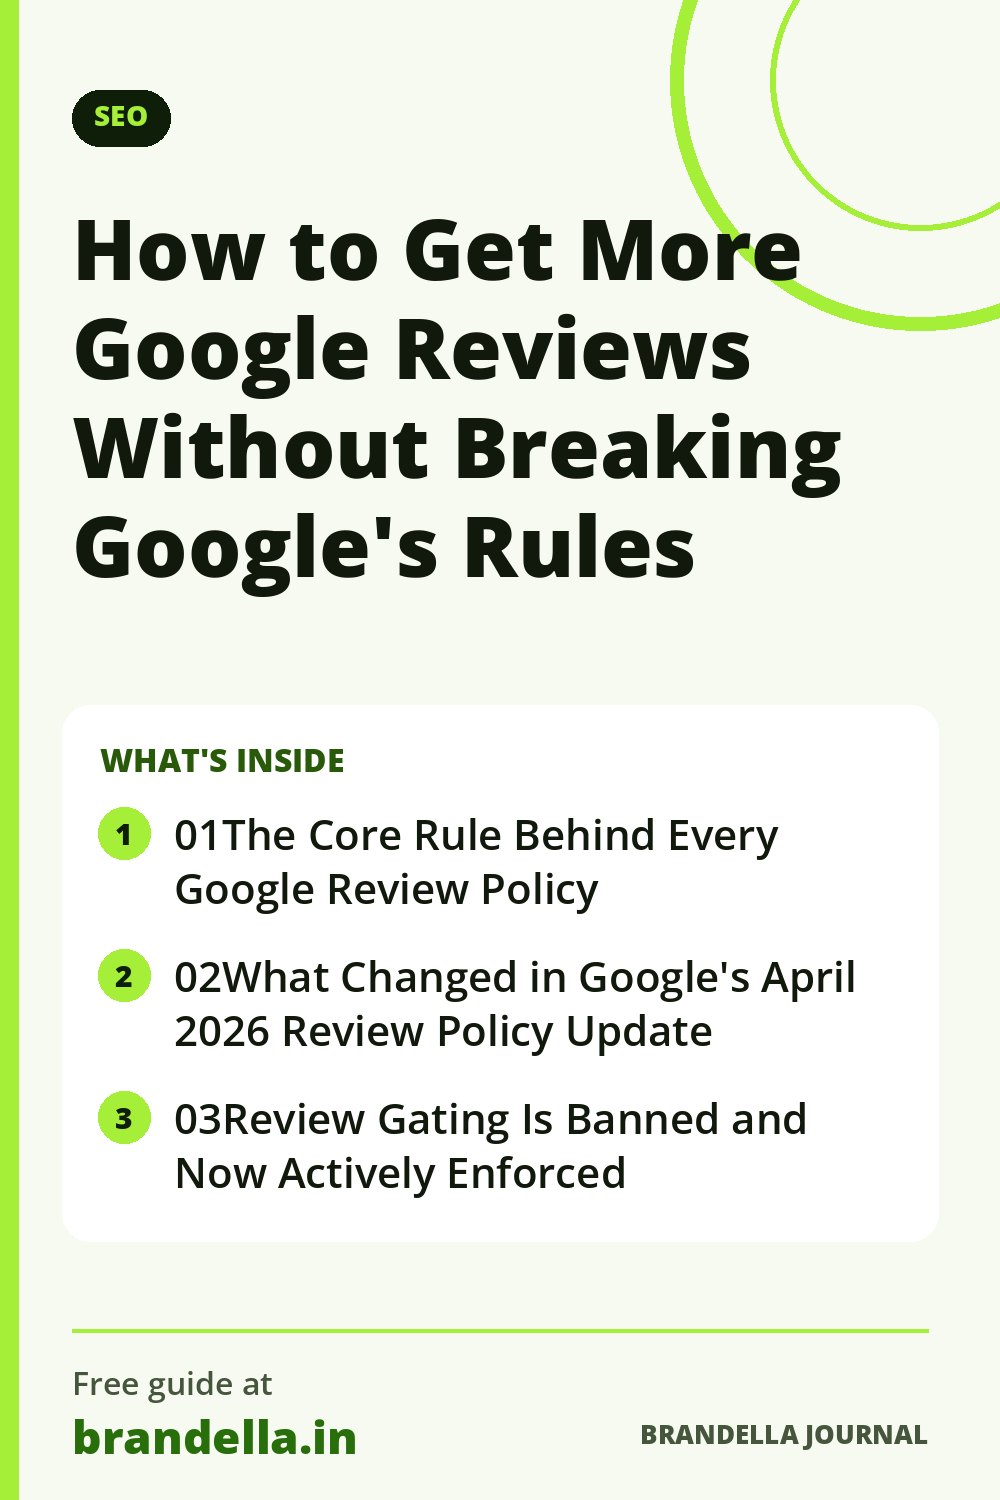 SEO
How to Get More
Google Reviews
Without Breaking
Google's Rules
WHAT'S INSIDE
1 01The Core Rule Behind Every
Google Review Policy
2 02What Changed in Google's April
2026 Review Policy Update
3 03Review Gating Is Banned and
Now Actively Enforced
Free guide at
brandella.in
BRANDELLA JOURNAL